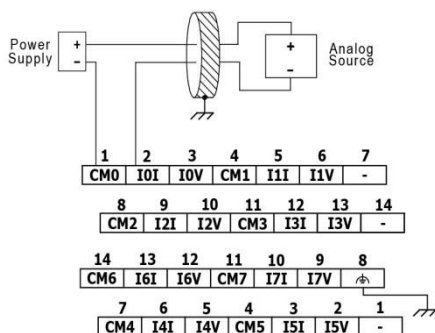 Power Supply
+
-
+
-
Analog Source
1 2 3 4 5 6 7
CM0 I0I I0V CM1 I1I I1V -
8 9 10 11 12 13 14
CM2 I2I I2V CM3 I3I I3V -
14 13 12 11 10 9 8
CM6 I6I I6V CM7 I7I I7V
7 6 5 4 3 2 1
CM4 I4I I4V CM5 I5I I5V -